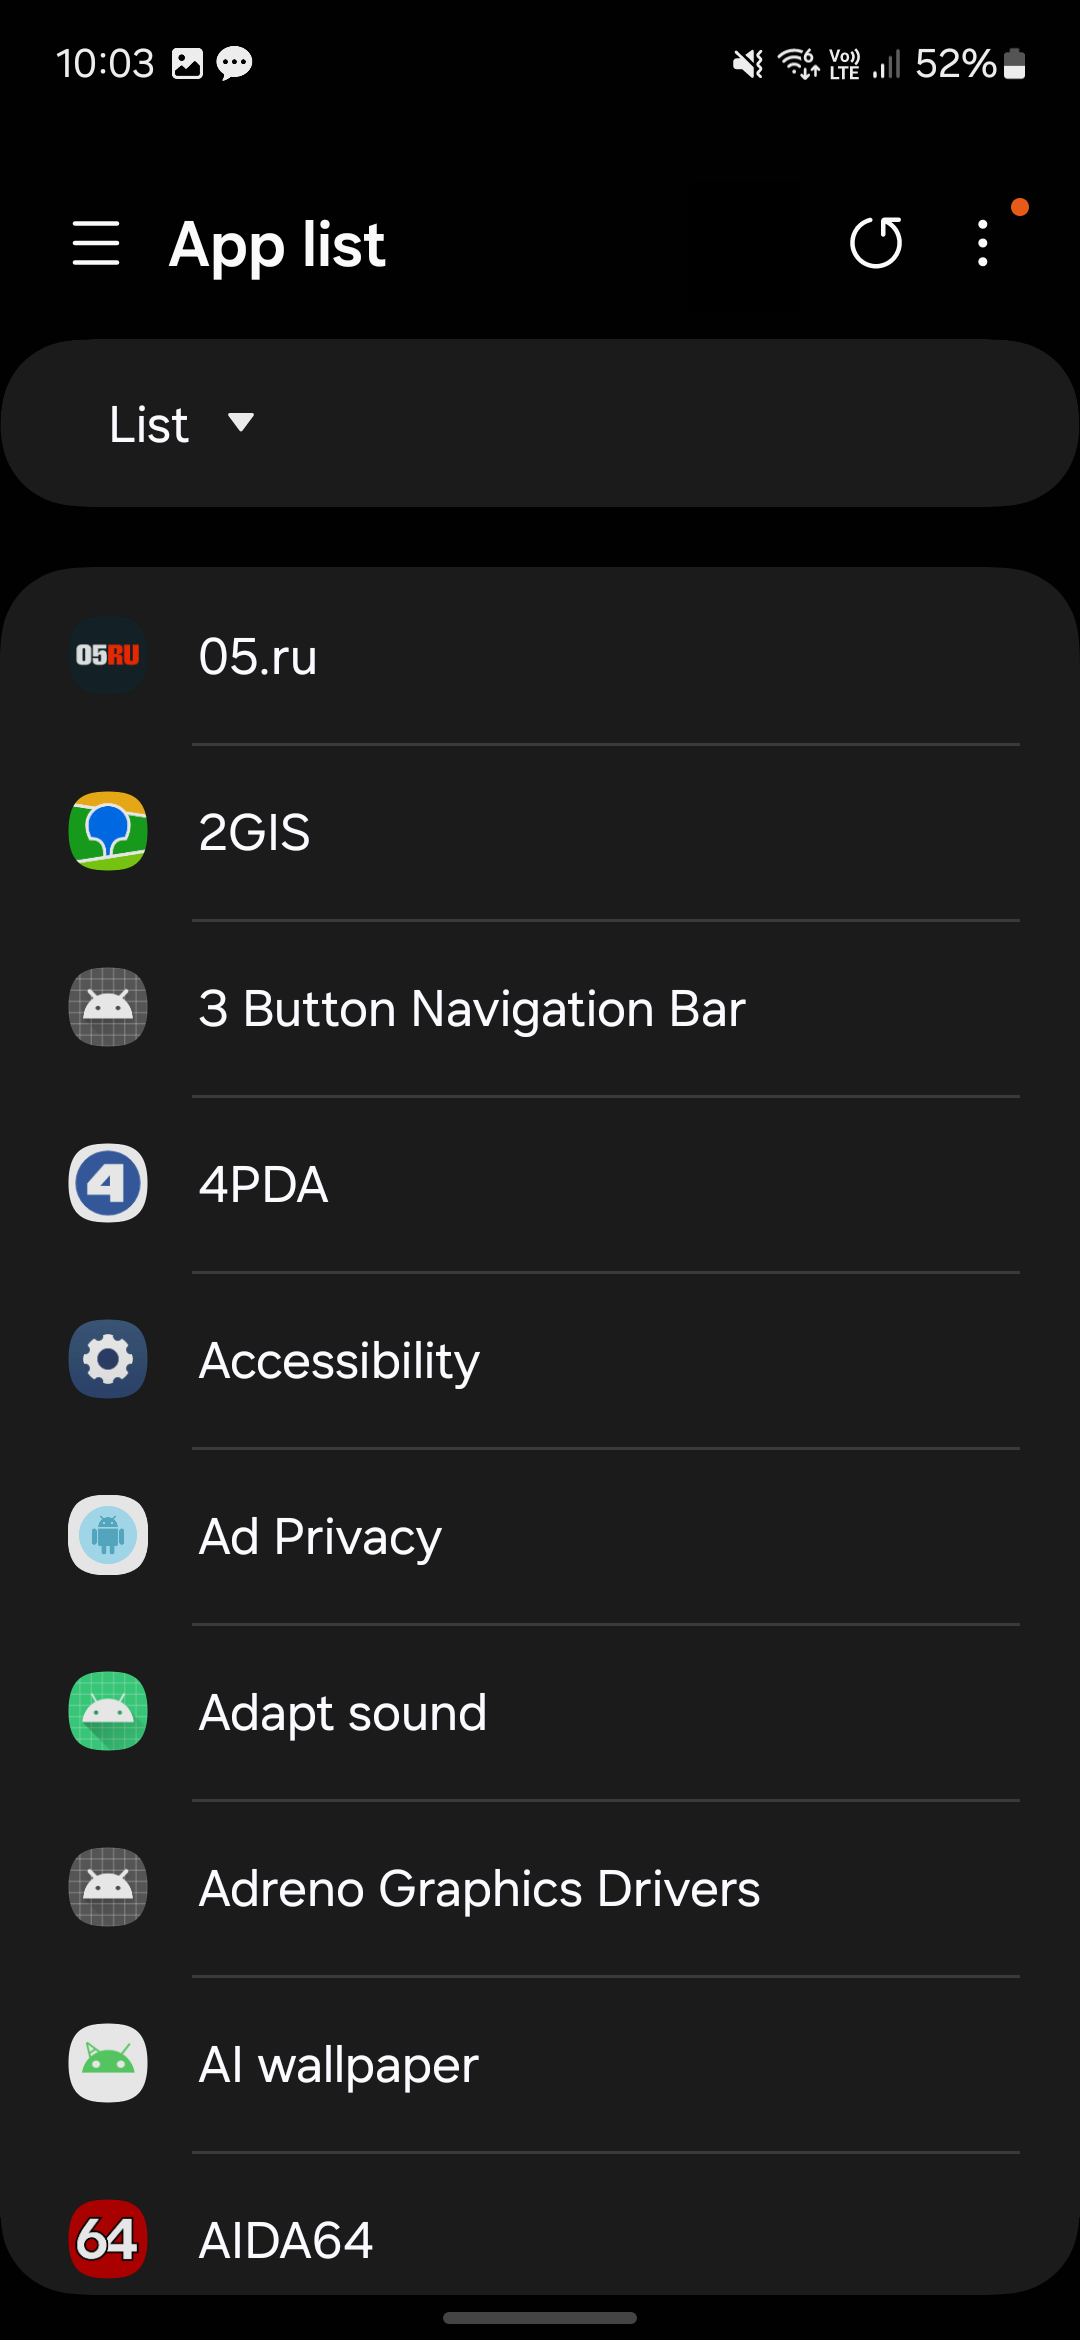 10:03 Vo)) LTE 52%
App list
List
05RU 05.ru
2GIS
3 Button Navigation Bar
4 4PDA
Accessibility
Ad Privacy
Adapt sound
Adreno Graphics Drivers
AI wallpaper
64 AIDA64